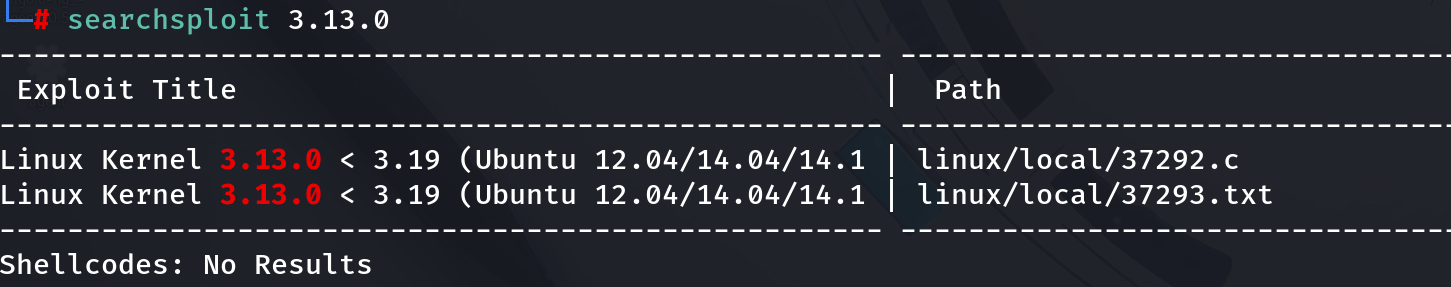 └─# searchsploit 3.13.0
---------------------------------------------------- ---------------------------------
 Exploit Title                                      |  Path
---------------------------------------------------- ---------------------------------
Linux Kernel 3.13.0 < 3.19 (Ubuntu 12.04/14.04/14.1 | linux/local/37292.c
Linux Kernel 3.13.0 < 3.19 (Ubuntu 12.04/14.04/14.1 | linux/local/37293.txt
---------------------------------------------------- ---------------------------------
Shellcodes: No Results